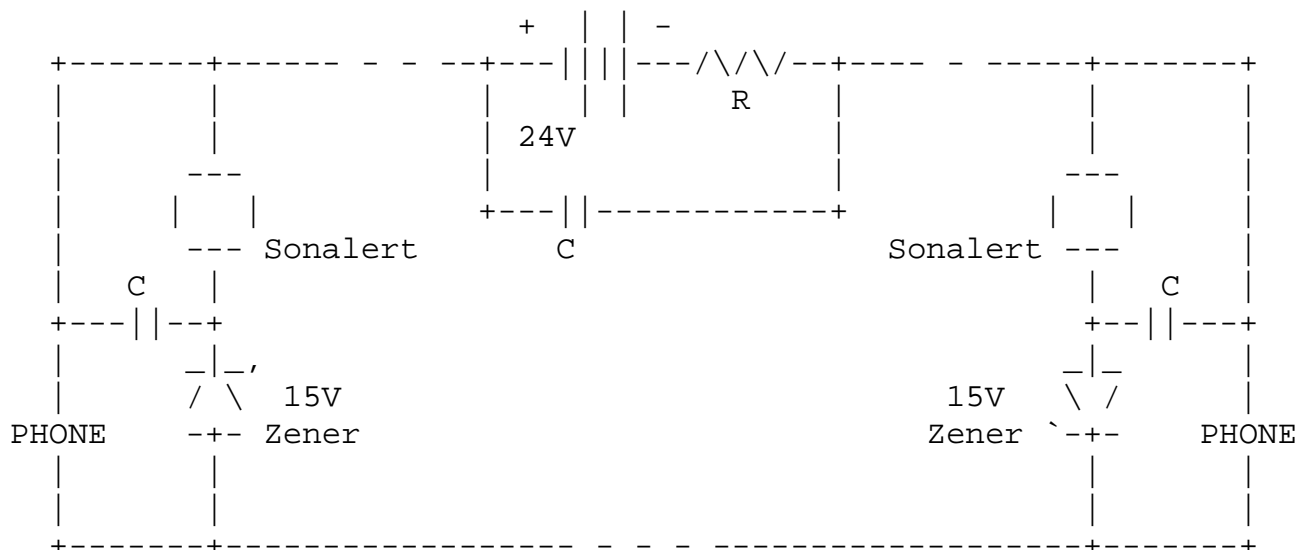 + -
R
24V
Sonalert Sonalert
C
C C
15V 15V
PHONE Zener Zener PHONE